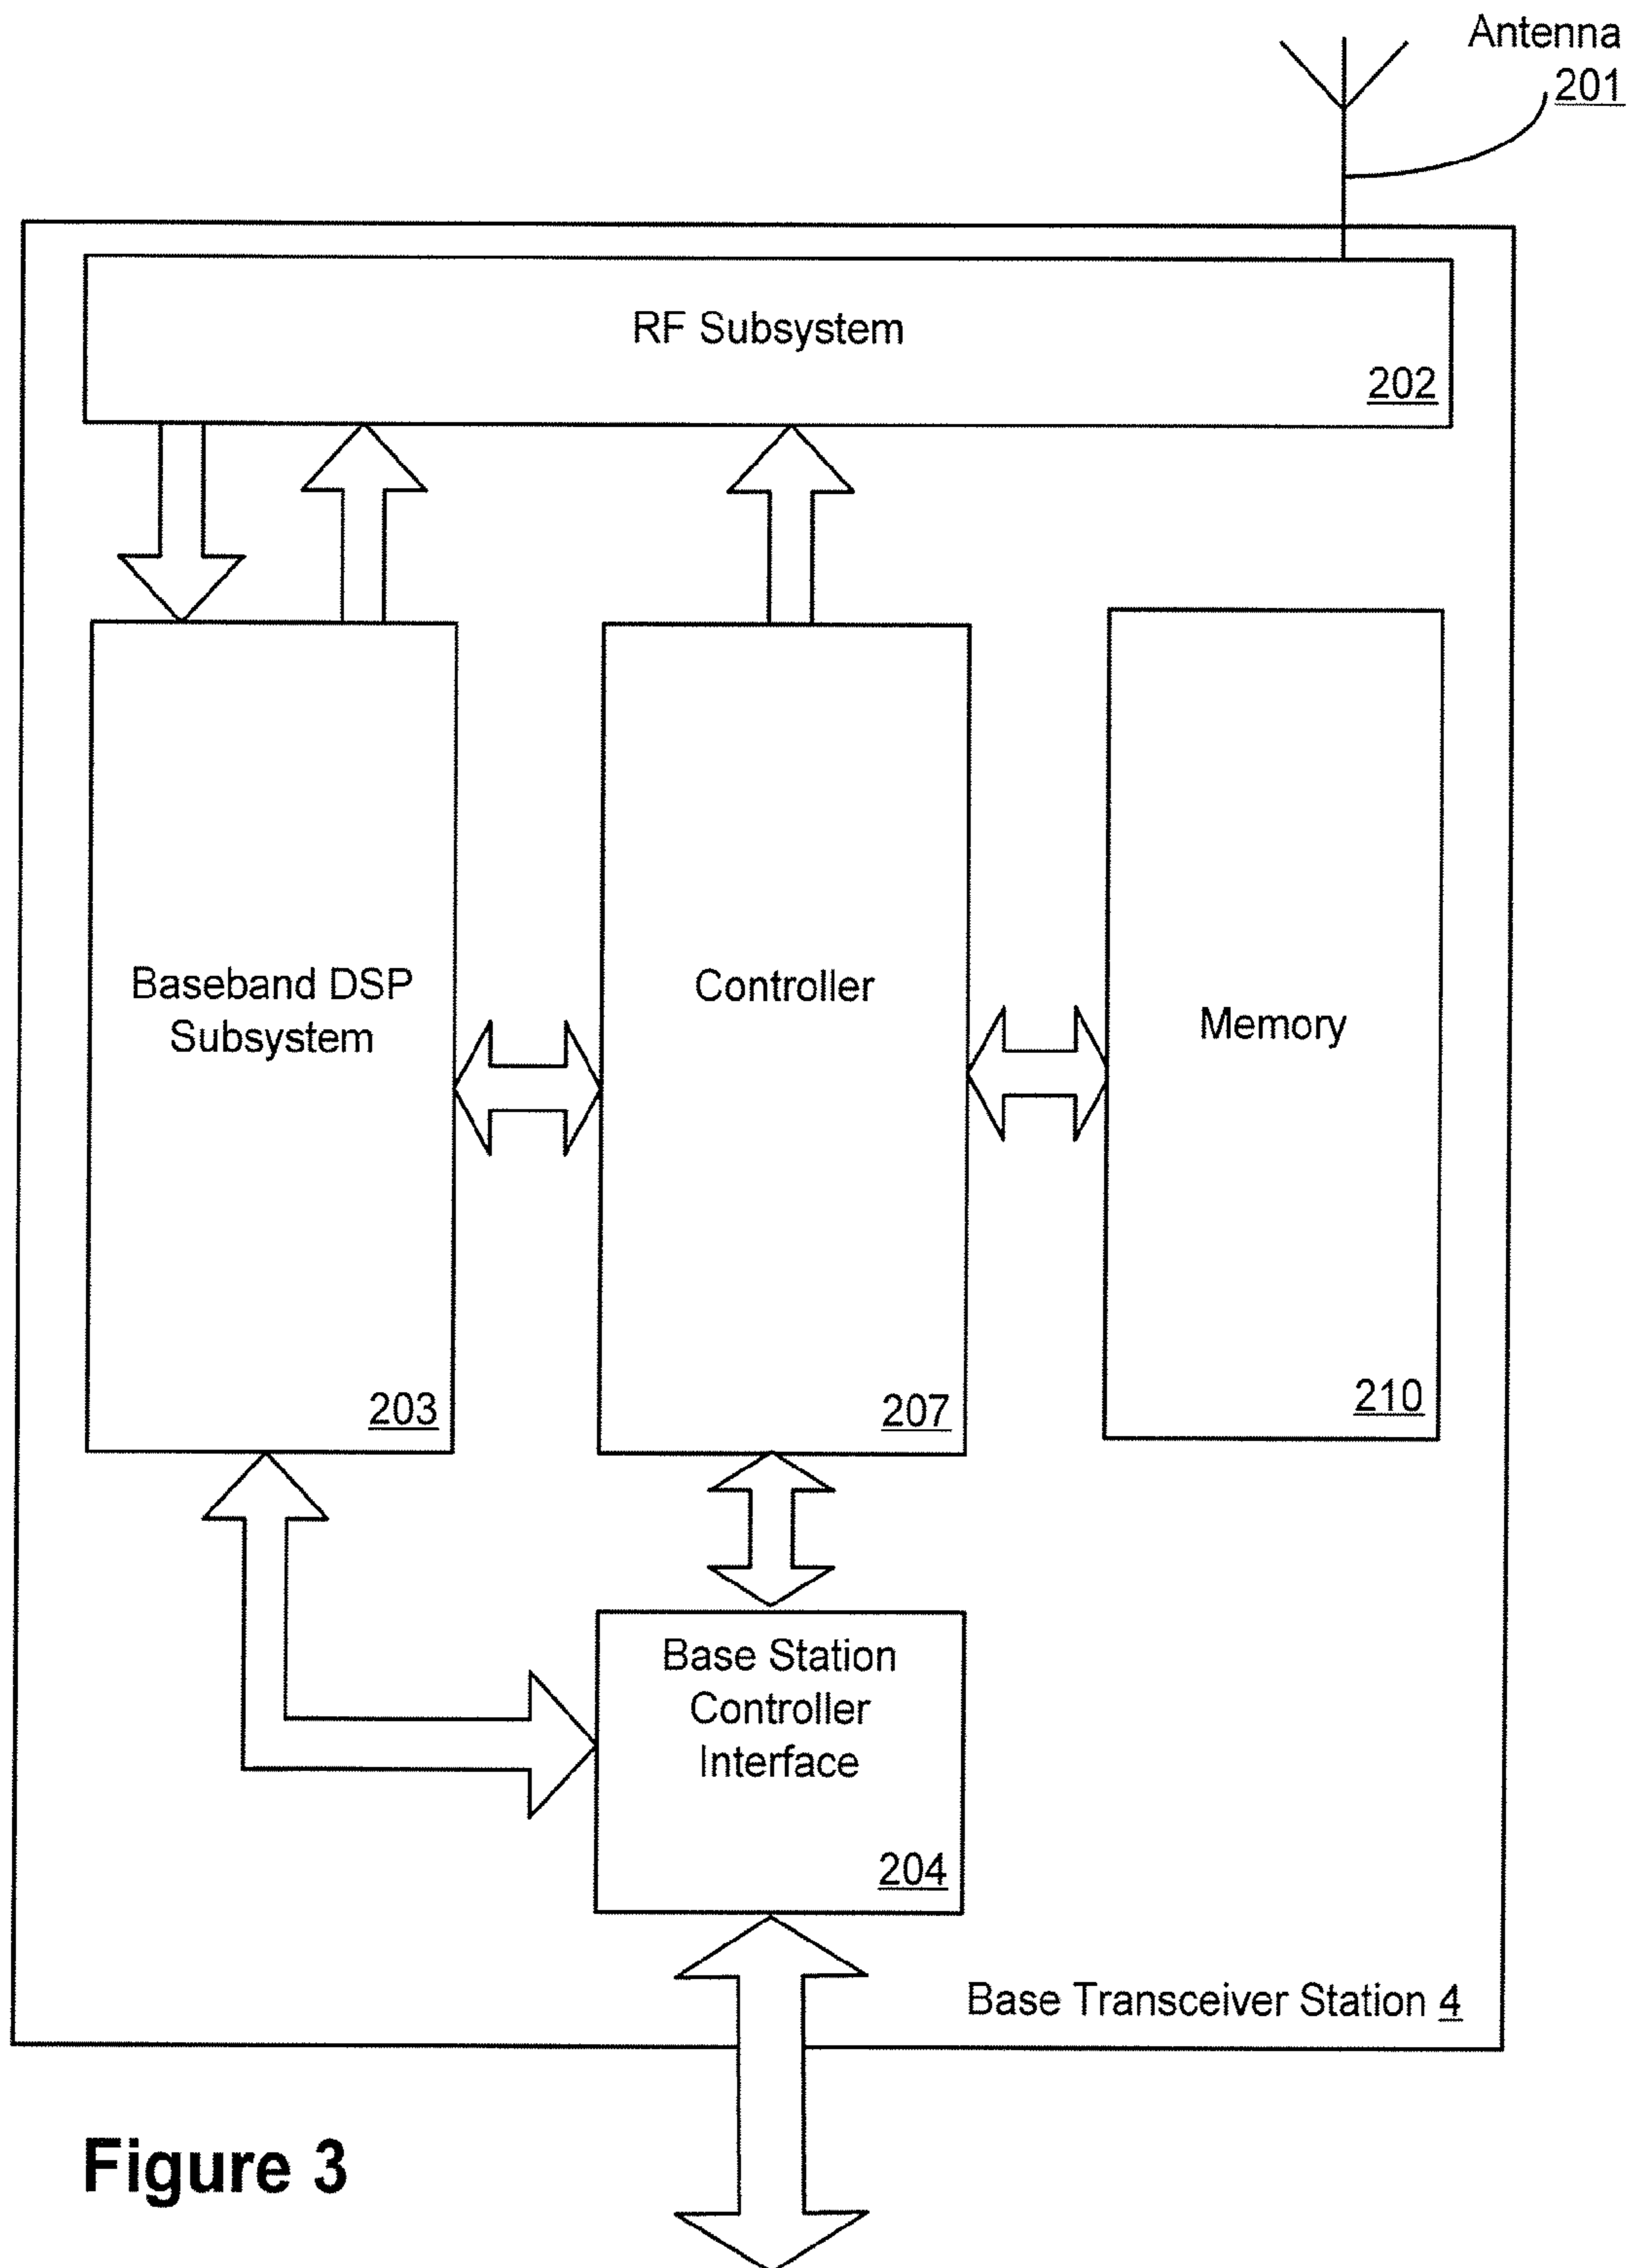 Antenna
201
RF Subsystem
202
Baseband DSP
Subsystem
203
Controller
207
Memory
210
Base Station
Controller
Interface
204
Base Transceiver Station 4
Figure 3